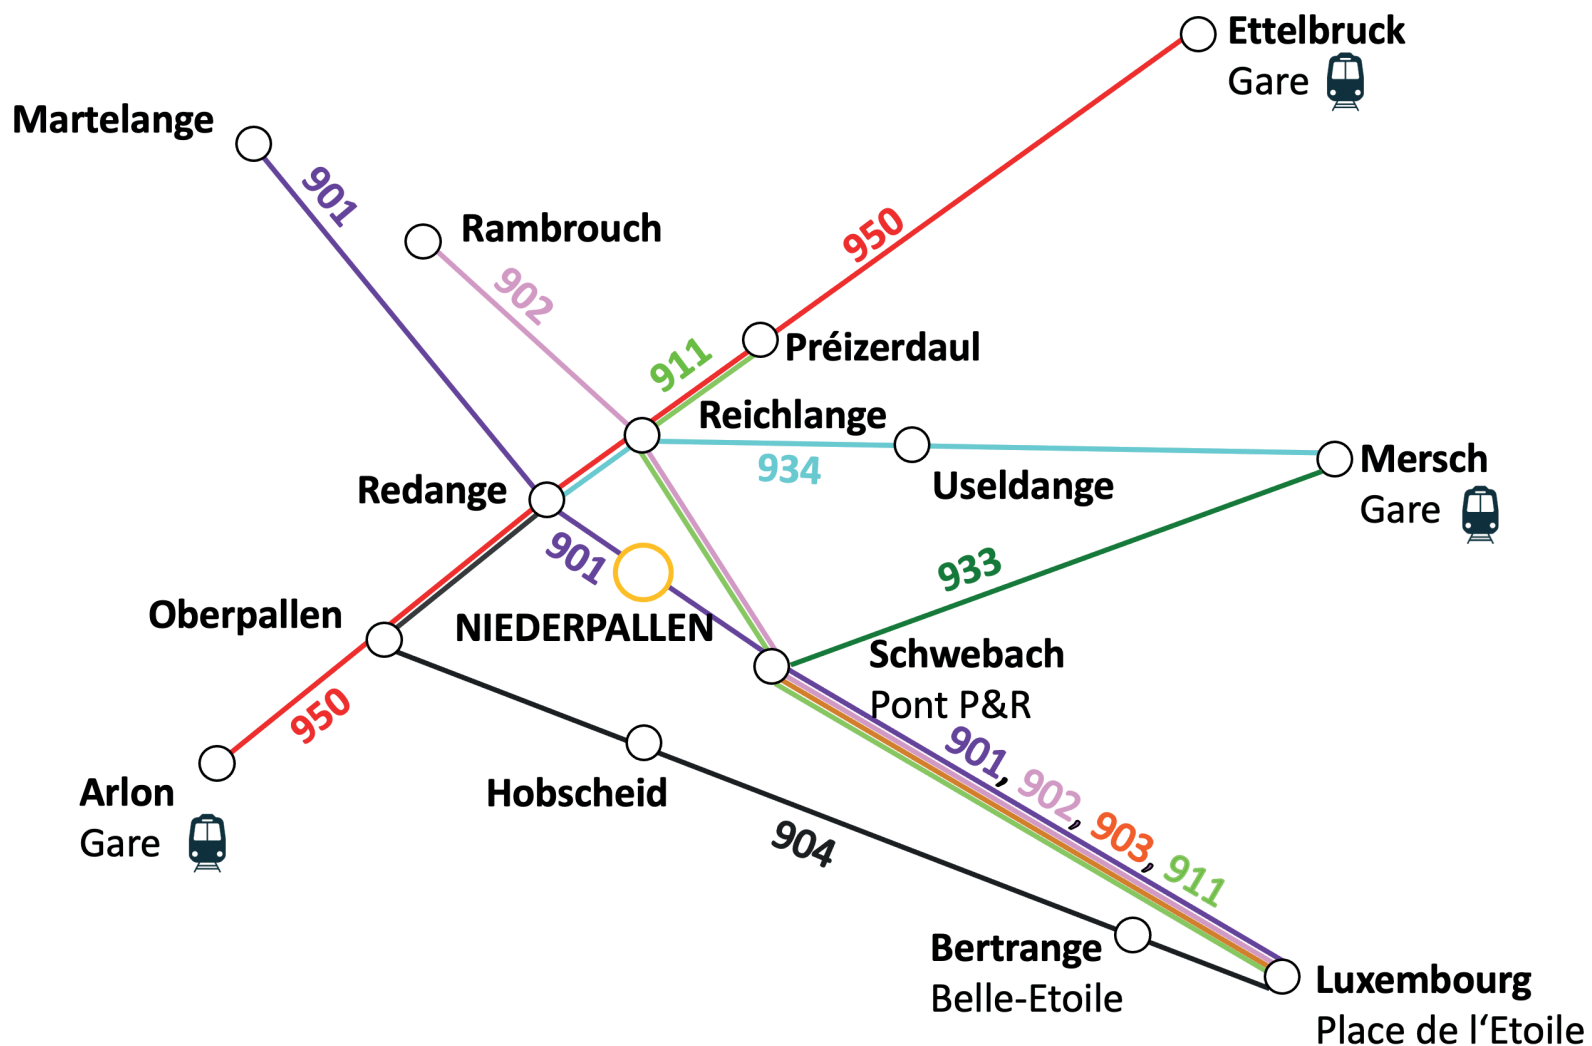 Ettelbruck
Gare
Martelange
901
Rambrouch
950
902
911
Préizerdaul
Reichlange
934
Mersch
Gare
Useldange
Redange
901
933
Oberpallen
NIEDERPALLEN
Schwebach
Pont P&R
950
901, 902, 903, 911
Arlon
Gare
Hobscheid
904
Bertrange
Belle-Etoile
Luxembourg
Place de l‘Etoile